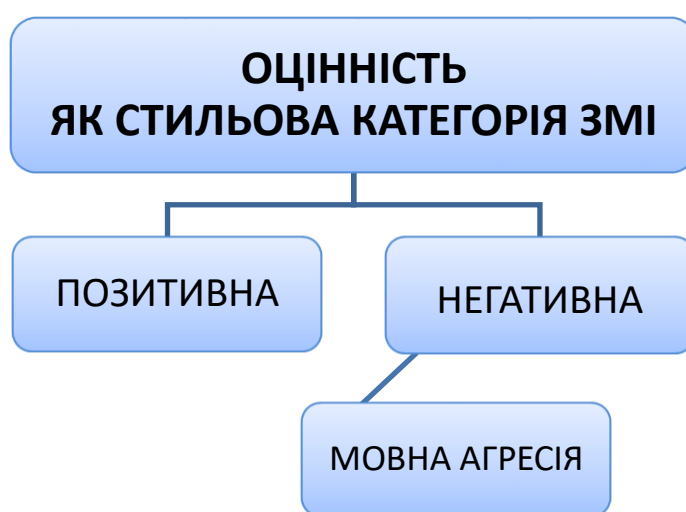 ОЦІННІСТЬ
ЯК СТИЛЬОВА КАТЕГОРІЯ ЗМІ
ПОЗИТИВНА
НЕГАТИВНА
МОВНА АГРЕСІЯ